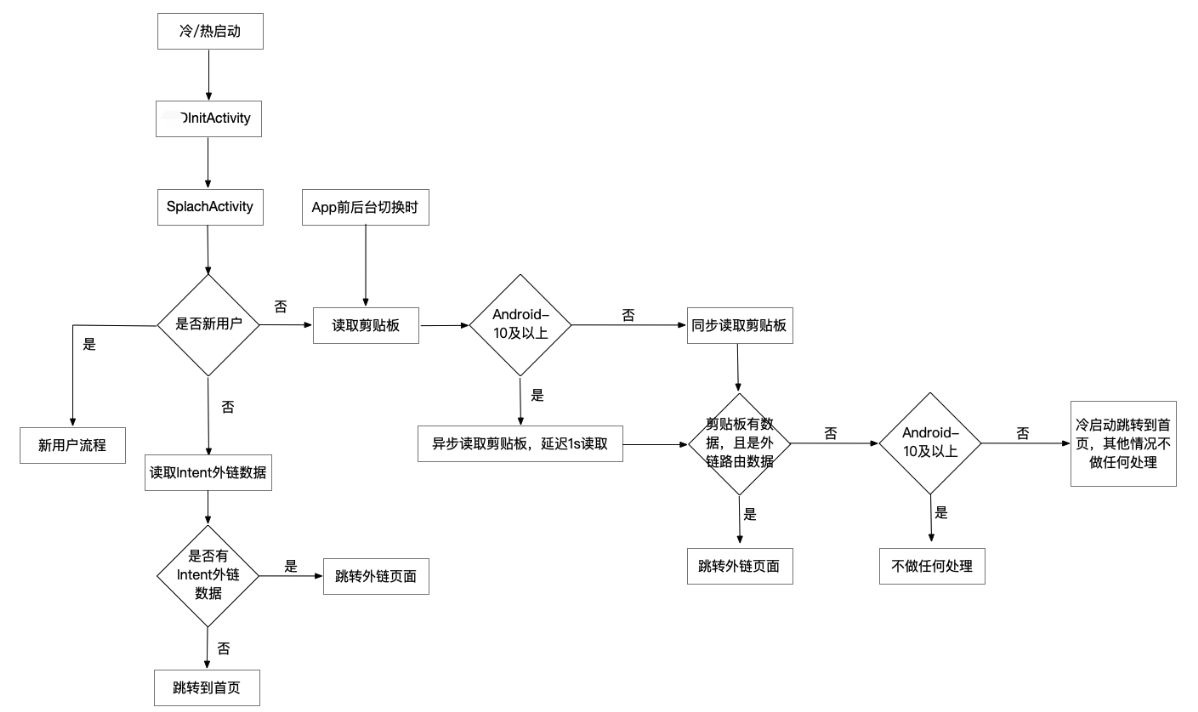 冷/热启动
InitActivity
SplachActivity
App前后台切换时
是否新用户
否
是
否
读取剪贴板
Android-
10及以上
否
是
同步读取剪贴板
异步读取剪贴板，延迟1s读取
剪贴板有数
据，且是外
链路由数据
否
是
Android-
10及以上
否
是
冷启动跳转到首
页，其他情况不
做任何处理
新用户流程
读取Intent外链数据
是否有
Intent外链
数据
是
跳转外链页面
否
跳转到首页
跳转外链页面
不做任何处理